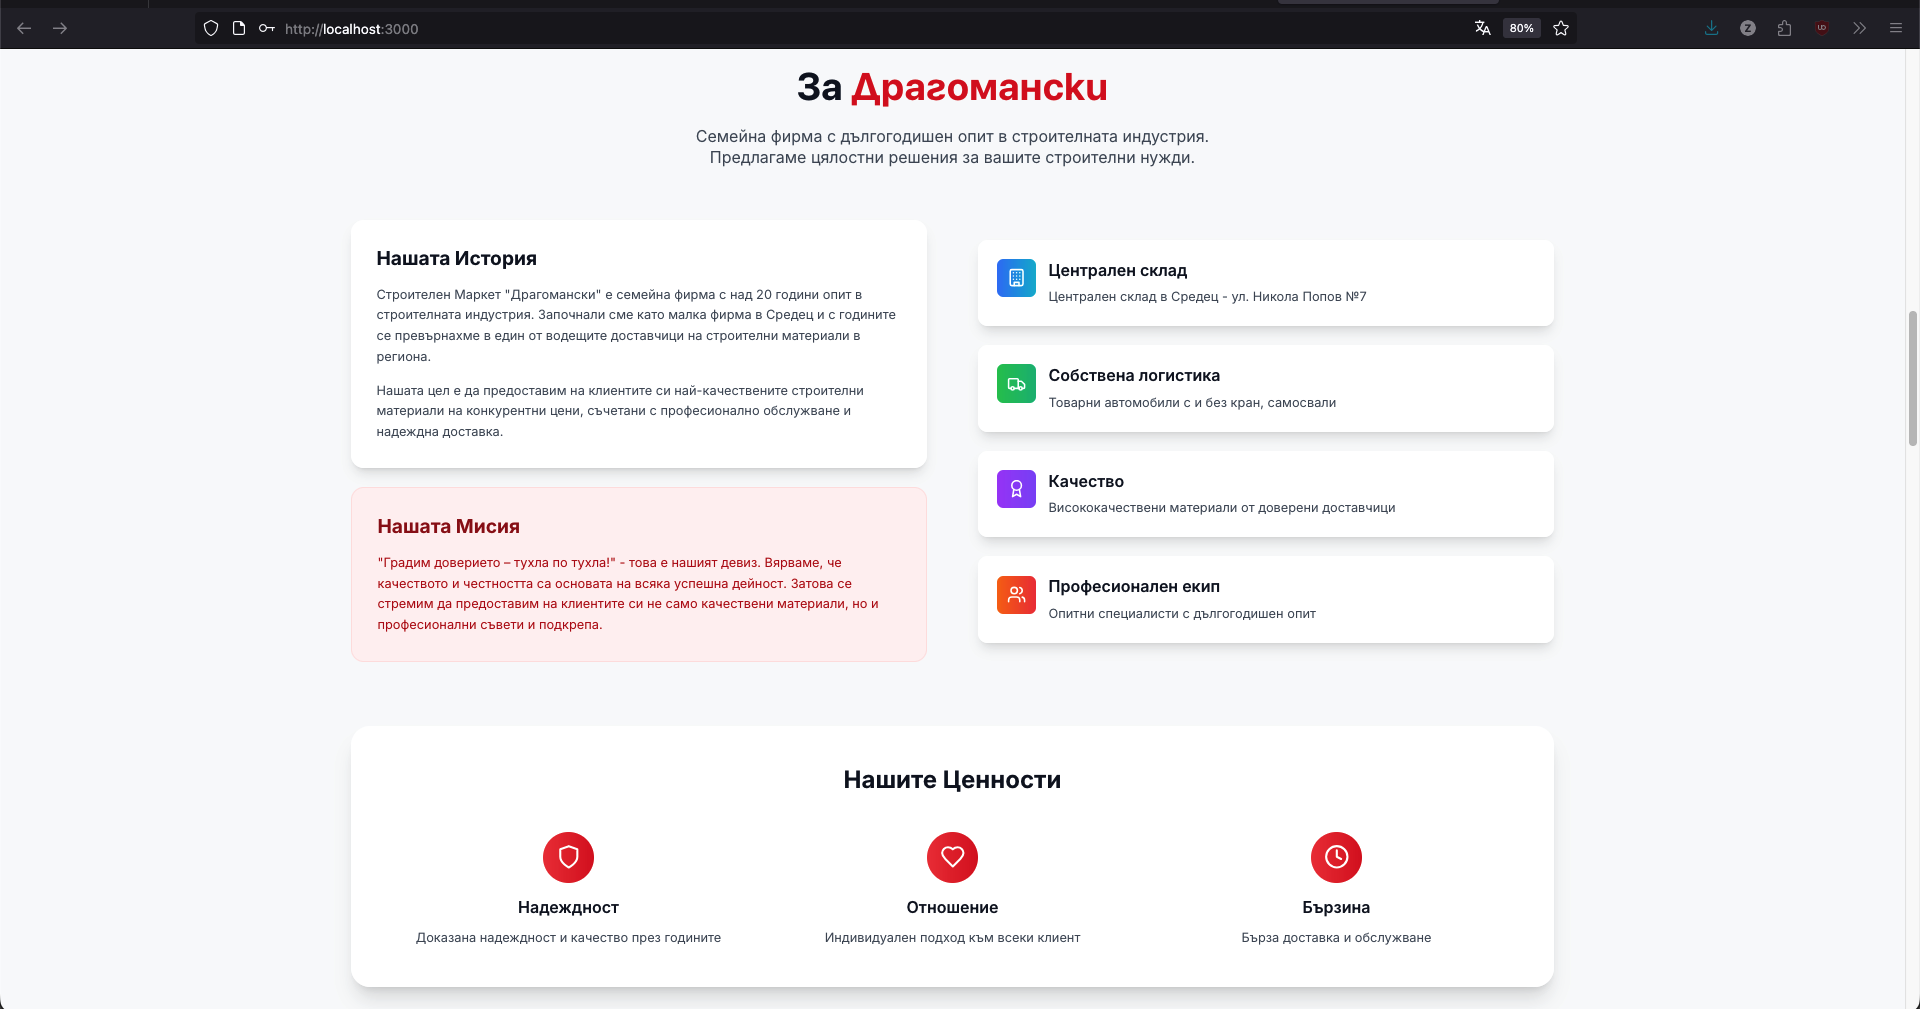 http://localhost:3000
80%
За Драгомански
Семейна фирма с дългогодишен опит в строителната индустрия.
Предлагаме цялостни решения за вашите строителни нужди.
Нашата История
Строителен Маркет "Драгомански" е семейна фирма с над 20 години опит в
строителната индустрия. Започнали сме като малка фирма в Средец и с годините
се превърнахме в един от водещите доставчици на строителни материали в
региона.
Нашата цел е да предоставим на клиентите си най-качествените строителни
материали на конкурентни цени, съчетани с професионално обслужване и
надеждна доставка.
Нашата Мисия
"Градим доверието – тухла по тухла!" - това е нашият девиз. Вярваме, че
качеството и честността са основата на всяка успешна дейност. Затова се
стремим да предоставим на клиентите си не само качествени материали, но и
професионални съвети и подкрепа.
Централен склад
Централен склад в Средец - ул. Никола Попов №7
Собствена логистика
Товарни автомобили с и без кран, самосвали
Качество
Висококачествени материали от доверени доставчици
Професионален екип
Опитни специалисти с дългогодишен опит
Нашите Ценности
Надеждност
Доказана надеждност и качество през годините
Отношение
Индивидуален подход към всеки клиент
Бързина
Бърза доставка и обслужване